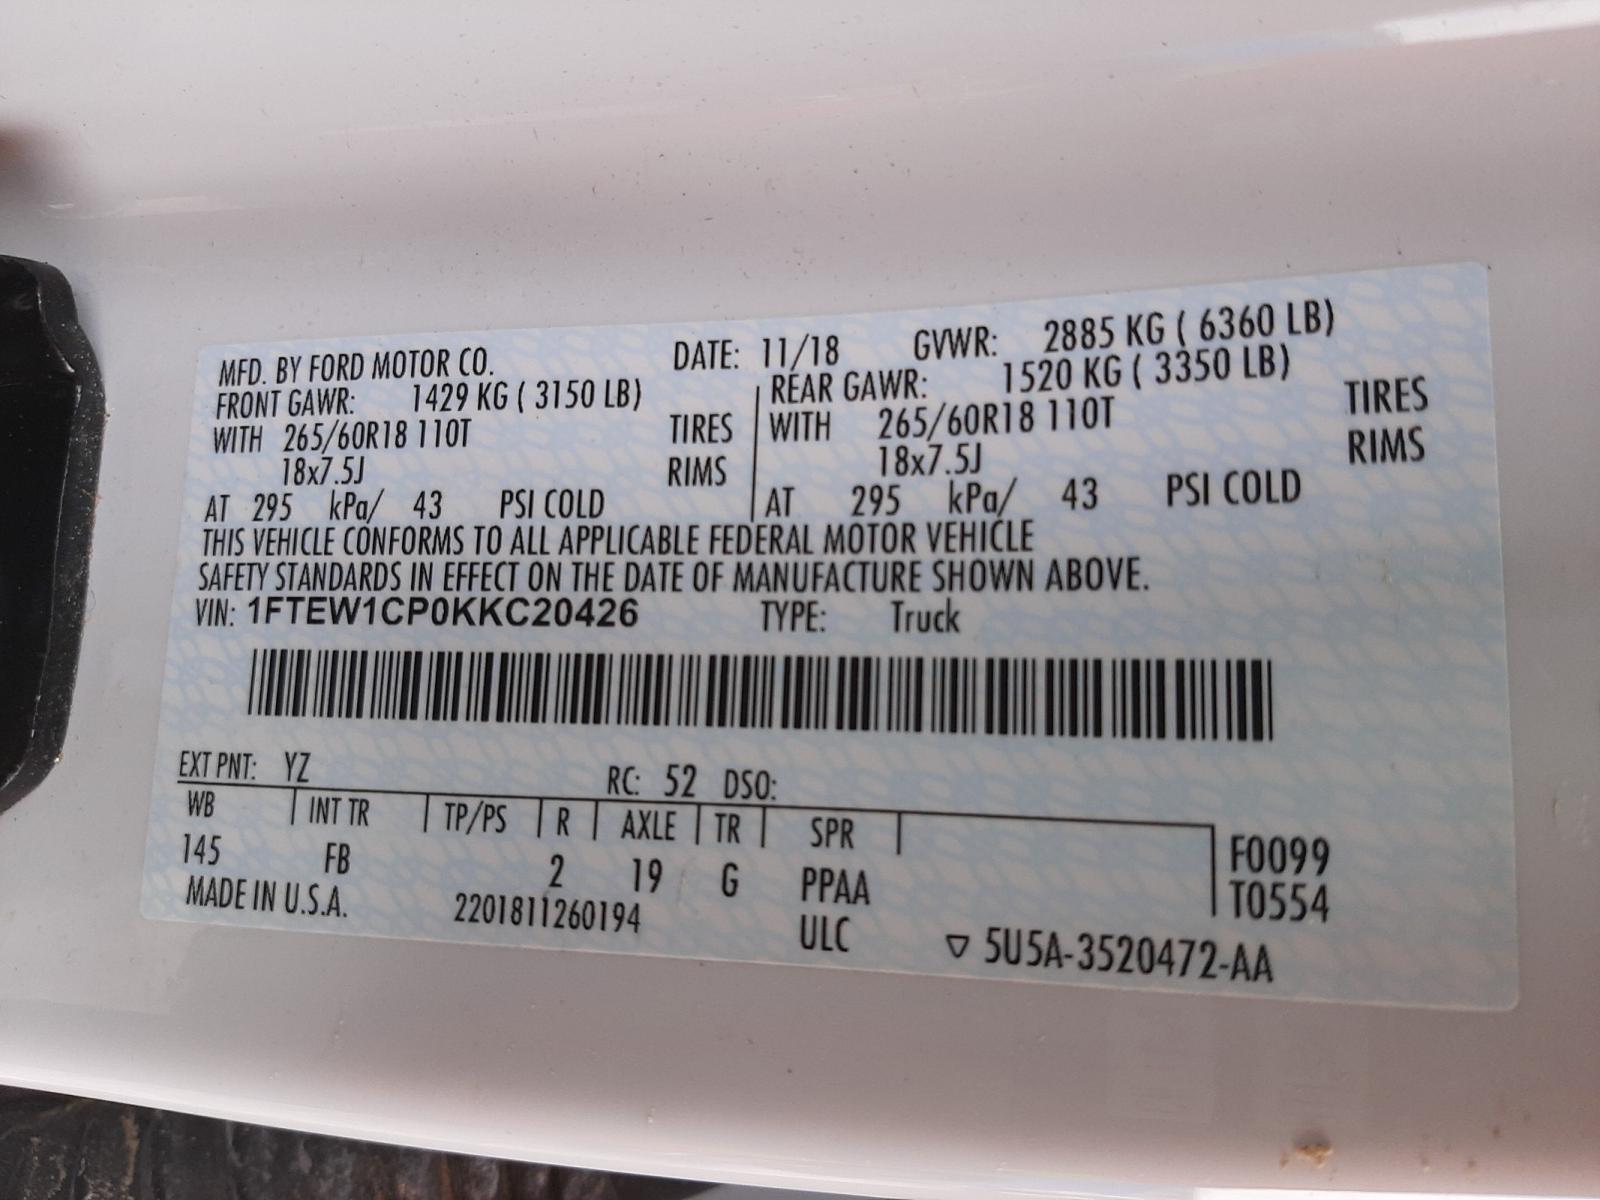 MFD. BY FORD MOTOR CO. DATE: 11/18 GVWR: 2885 KG ( 6360 LB)
FRONT GAWR: 1429 KG ( 3150 LB) REAR GAWR: 1520 KG ( 3350 LB)
WITH 265/60R18 110T TIRES WITH 265/60R18 110T TIRES
18x7.5J RIMS 18x7.5J RIMS
AT 295 kPa/ 43 PSI COLD AT 295 kPa/ 43 PSI COLD
THIS VEHICLE CONFORMS TO ALL APPLICABLE FEDERAL MOTOR VEHICLE
SAFETY STANDARDS IN EFFECT ON THE DATE OF MANUFACTURE SHOWN ABOVE.
VIN: 1FTEW1CP0KKC20426 TYPE: Truck
EXT PNT: YZ RC: 52 DSO:
WB INT TR TP/PS R AXLE TR SPR F0099
145 FB 2 19 G PPAA T0554
MADE IN U.S.A. 2201811260194 ULC ▽ 5U5A-3520472-AA